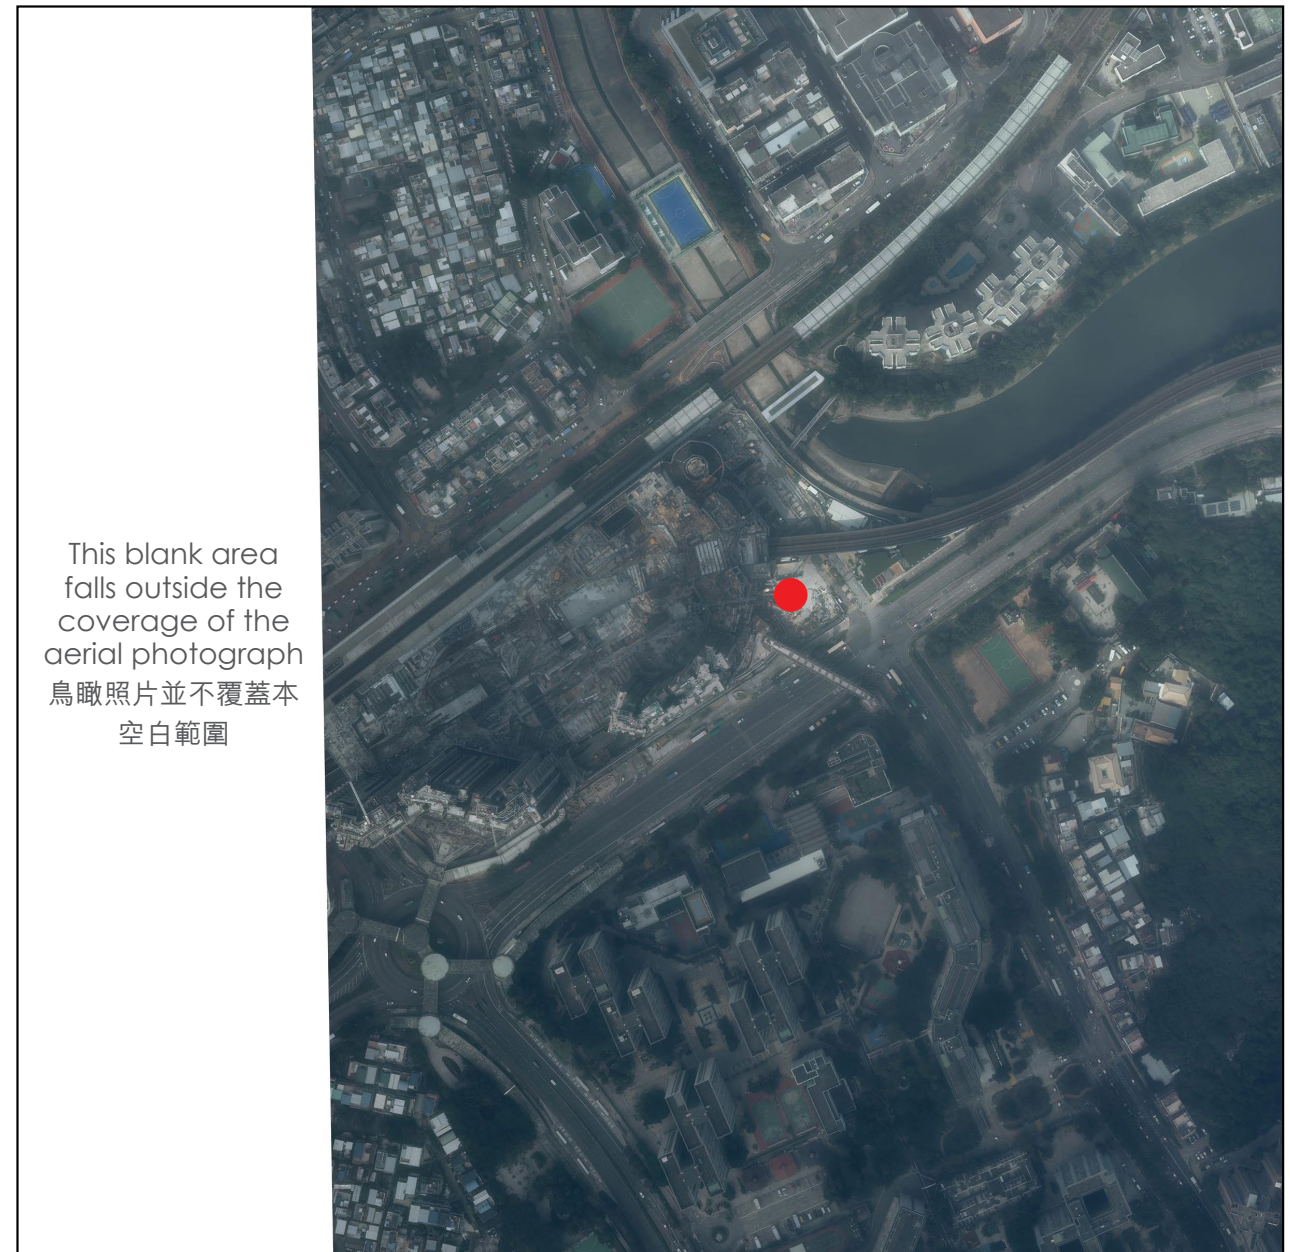 This blank area
falls outside the
coverage of the
aerial photograph
鳥瞰照片並不覆蓋本
空白範圍